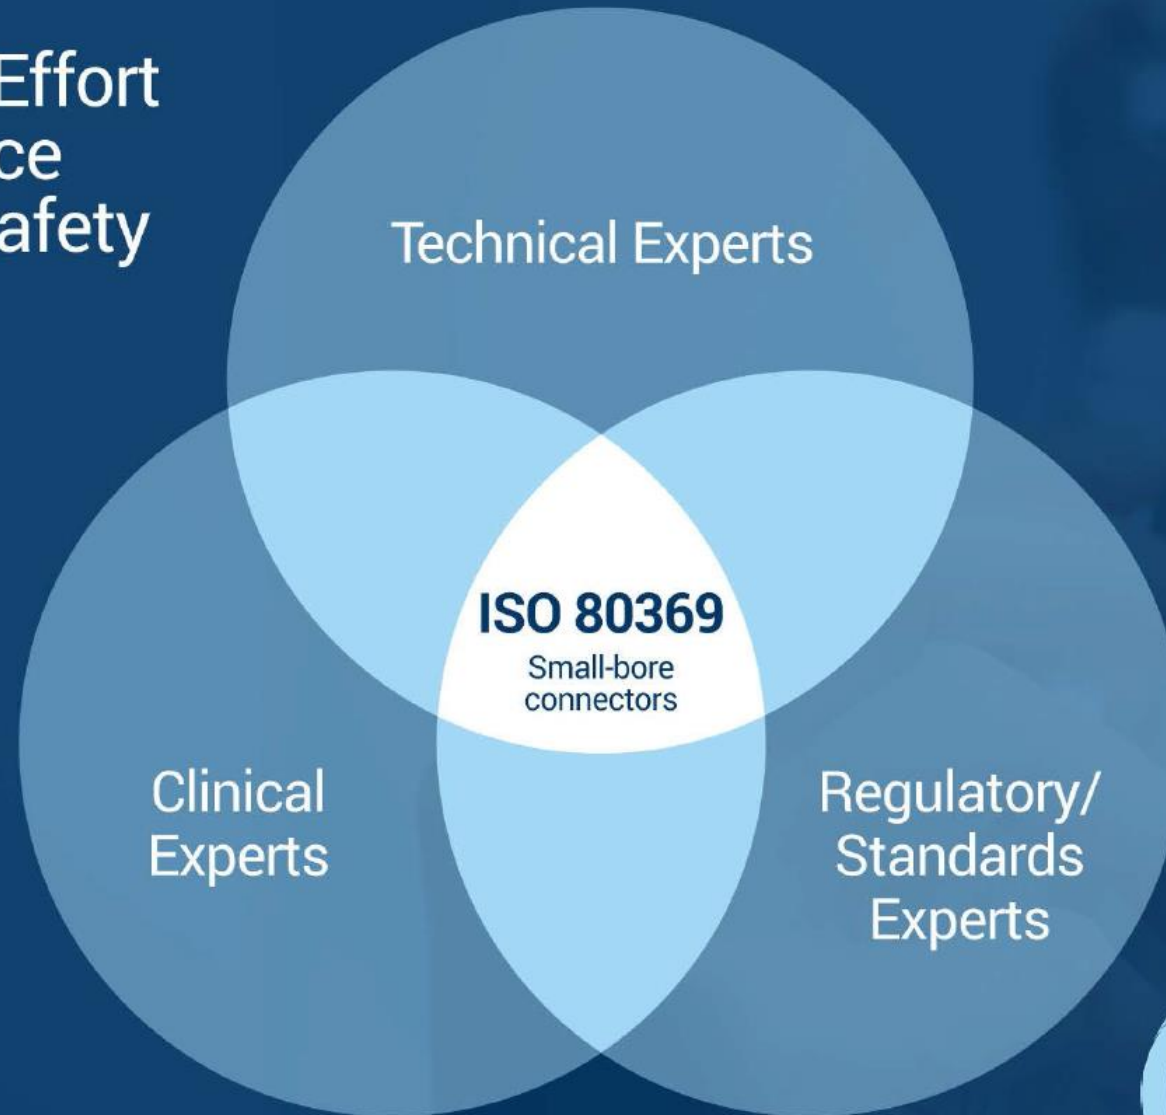 Effort
ce
afety
Technical Experts
ISO 80369
Small-bore
connectors
Clinical
Experts
Regulatory/
Standards
Experts